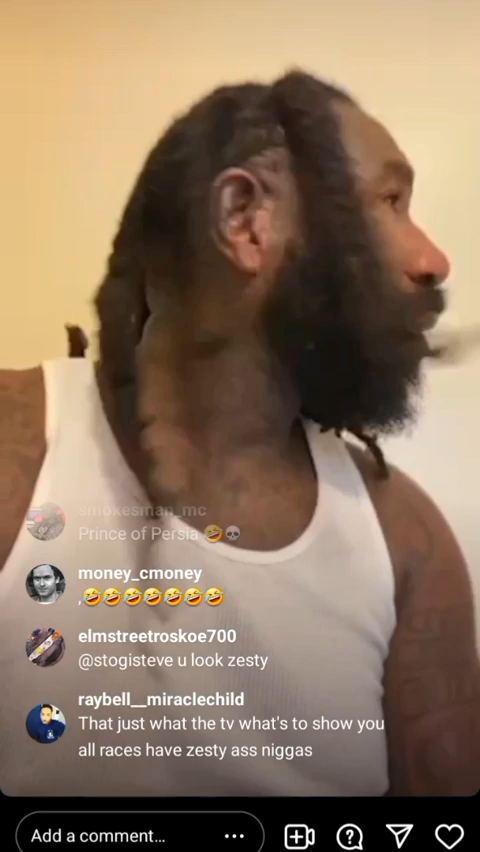 smokesman_mc
Prince of Persia 🤣💀
money_cmoney
,🤣🤣🤣🤣🤣🤣🤣
elmstreetroskoe700
@stogisteve u look zesty
raybell__miraclechild
That just what the tv what's to show you
all races have zesty ass niggas
Add a comment...